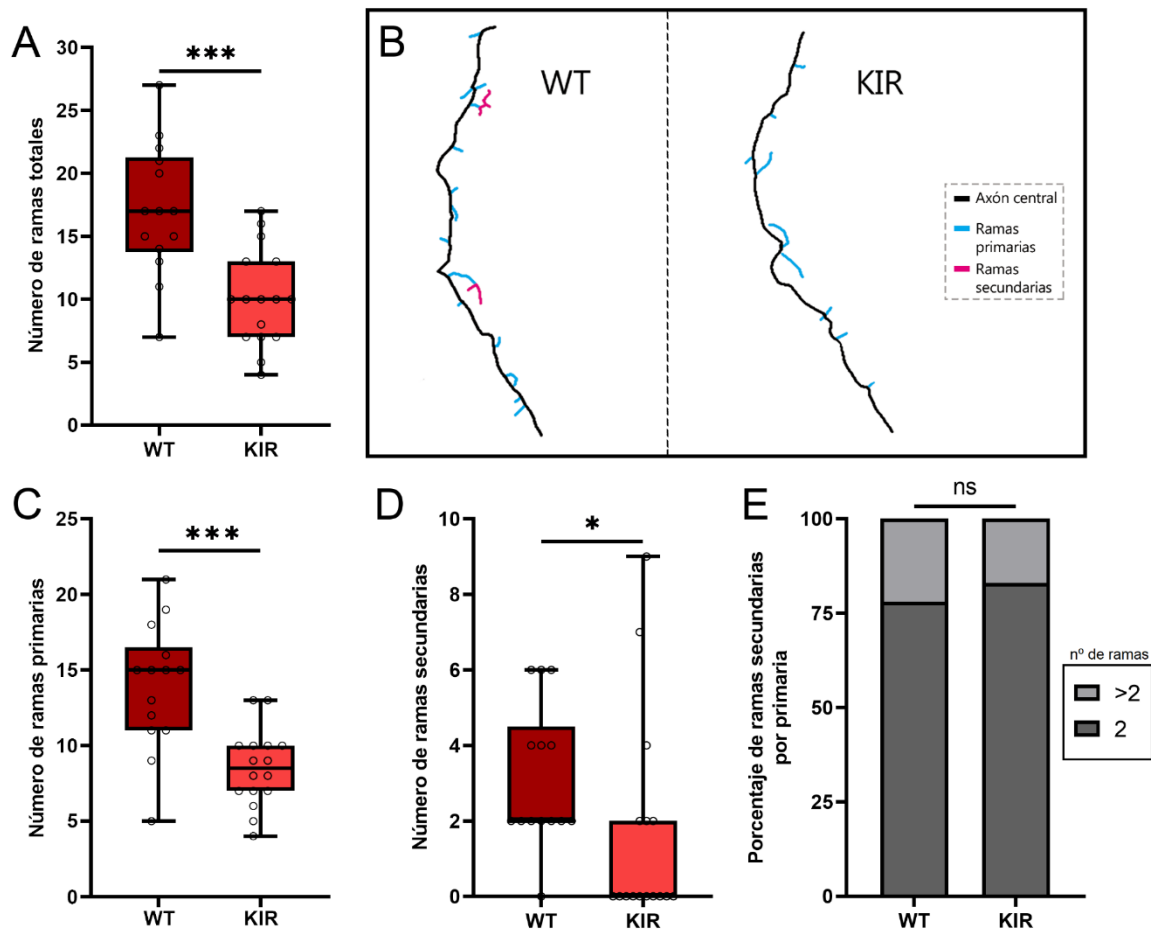 A
Número de ramas totales
30
25
20
15
10
5
0
***
WT
KIR
B
WT
KIR
Axón central
Ramas
primarias
Ramas
secundarias
C
Número de ramas primarias
25
20
15
10
5
0
***
WT
KIR
D
Número de ramas secundarias
10
8
6
4
2
0
*
WT
KIR
E
Porcentaje de ramas secundarias
por primaria
100
75
50
25
0
ns
WT
KIR
nº de ramas
>2
2